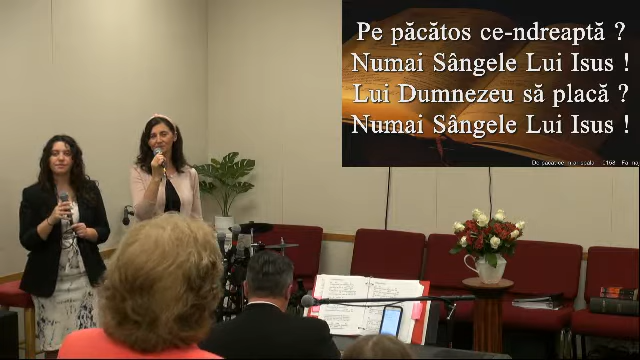 Pe păcătos ce-ndreaptă ?
Numai Sângele Lui Isus !
Lui Dumnezeu să placă ?
Numai Sângele Lui Isus !